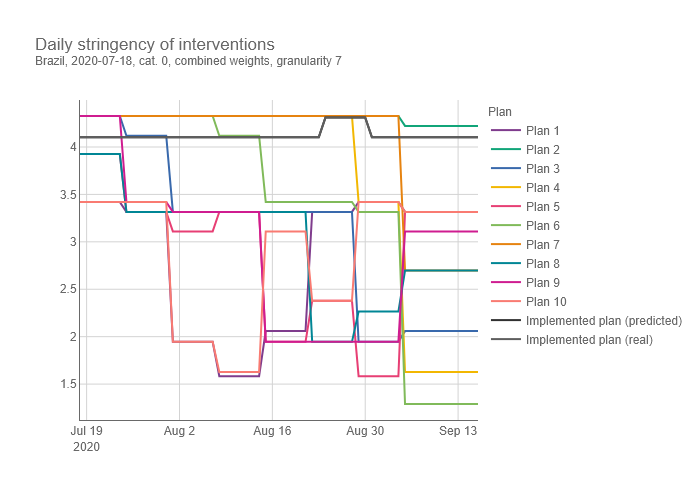 Daily stringency of interventions
Brazil, 2020-07-18, cat. 0, combined weights, granularity 7
Plan
Plan 1
Plan 2
Plan 3
Plan 4
Plan 5
Plan 6
Plan 7
Plan 8
Plan 9
Plan 10
Implemented plan (predicted)
Implemented plan (real)
4
3.5
3
2.5
2
1.5
Jul 19 Aug 2 Aug 16 Aug 30 Sep 13
2020